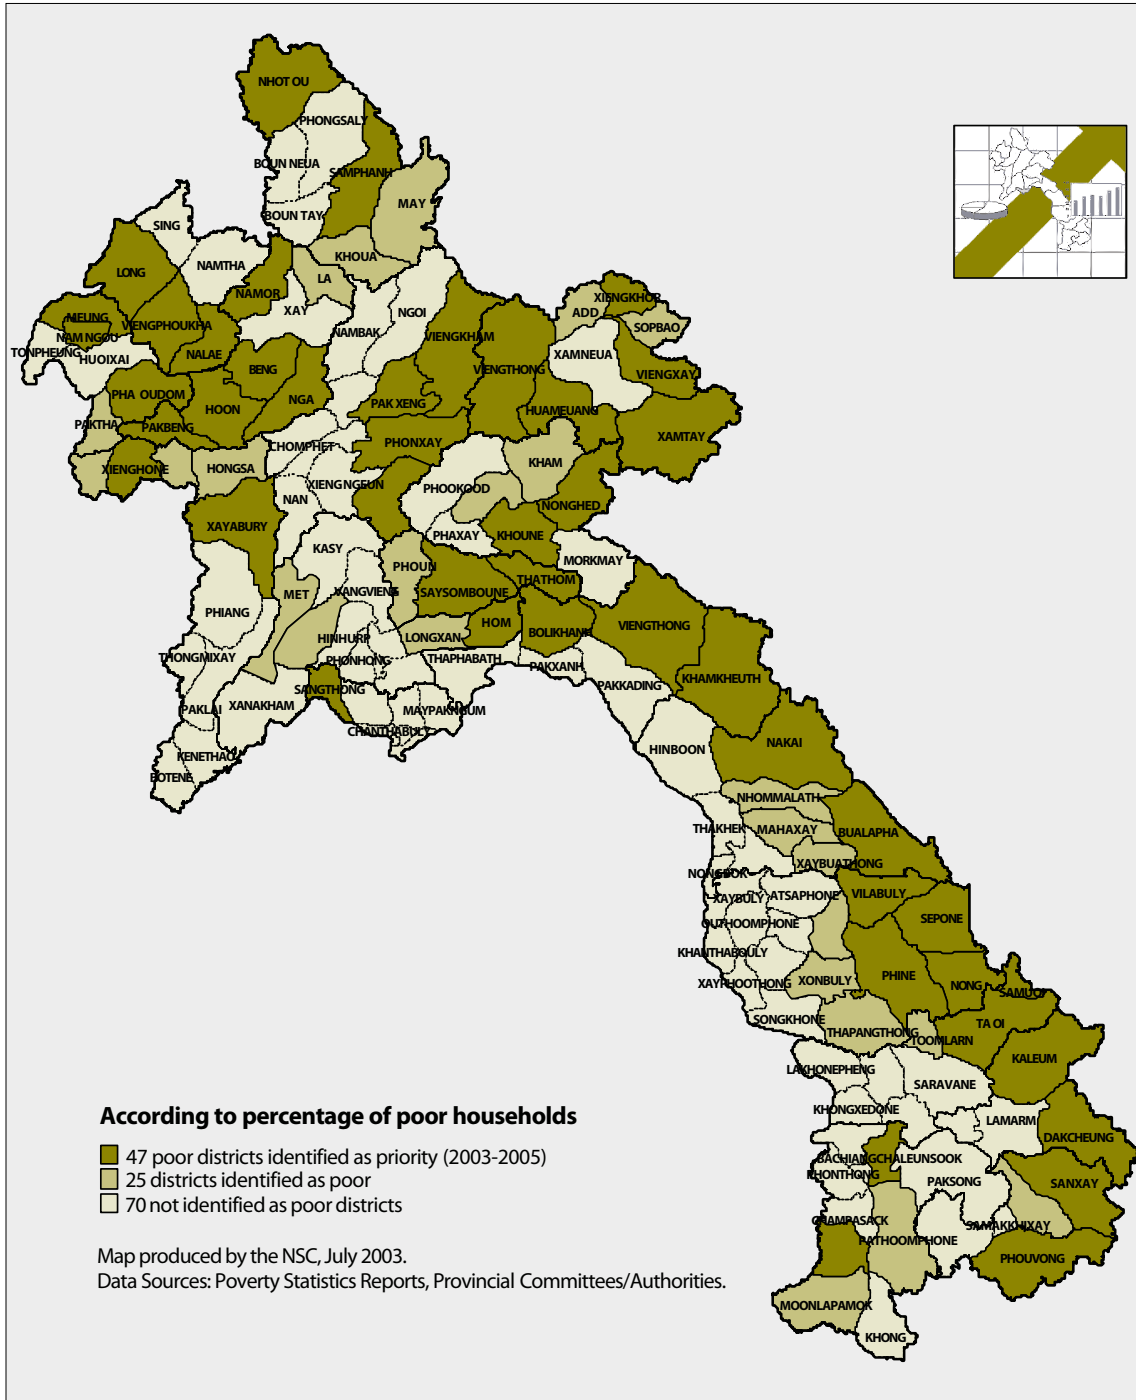 NHOT OU
PHONGSALY
BOUN NEUA
SAMPHANH
MAY
BOUN TAY
SING
KHOUA
NAMTHA
LONG
LA
NAMOR
XAY
NGOI
XIENGKHOR
ADD
MEUNG
VIENGPHOUKHA
SOPBAO
NAM NGOU
NAMBAK
VIENGKHAM
TONPHEUNG
HUOIXAI
NALAE
XAMNEUA
BENG
VIENGTHONG
VIENGXAY
PHA OUDOM
HOON
NGA
PAK XENG
HUAMEUANG
PAKTHA
PAKBENG
XAMTAY
CHOMPHET
PHONXAY
XIENGHONE
HONGSA
KHAM
XIENG NGEUN
PHOOKOOD
NAN
NONGHED
XAYABURY
PHAXAY
KHOUNE
KASY
MORKMAY
PHOUN
THATHOM
VANGVIENG
SAYSOMBOUNE
MET
PHIANG
HOM
VIENGTHONG
HINHURP
LONGXAN
BOLIKHANH
THONGMIXAY
PHONHONG
THAPHABATH
PAKXANH
KHAMKHEUTH
SANGTHONG
PAKKADING
PAKLAI
XANAKHAM
MAYPAKNGUM
CHANTHABULY
NAKAI
HINBOON
KENETHAO
BOTENE
NHOMMALATH
THAKHEK
MAHAXAY
BUALAPHA
XAYBUATHONG
NONGBOK
XAYBULY
ATSAPHONE
VILABULY
SEPONE
OUTHOOMPHONE
KHANTHABOULY
PHINE
XAYPHOOTHONG
XONBULY
NONG
SAMUOI
SONGKHONE
TA OI
THAPANGTHONG
TOOMLARN
KALEUM
LAKHONEPHENG
SARAVANE
KHONGXEDONE
LAMARM
DAKCHEUNG
BACHIANGCHALEUNSOOK
PHONTHONG
PAKSONG
SANXAY
CHAMPASACK
SAMAKKHIXAY
PATHOOMPHONE
PHOUVONG
MOONLAPAMOK
KHONG
According to percentage of poor households
47 poor districts identified as priority (2003-2005)
25 districts identified as poor
70 not identified as poor districts
Map produced by the NSC, July 2003.
Data Sources: Poverty Statistics Reports, Provincial Committees/Authorities.